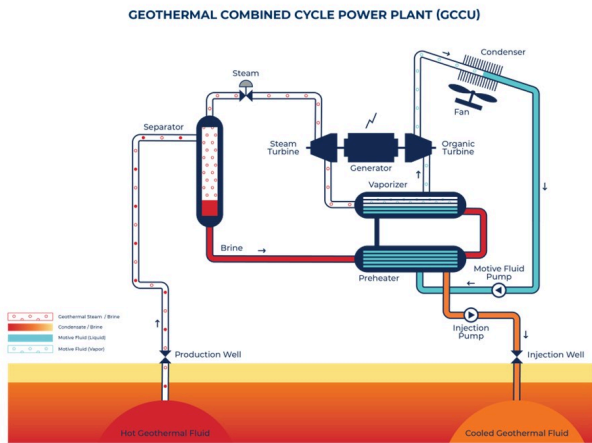 GEOTHERMAL COMBINED CYCLE POWER PLANT (GCCU)
Condenser
Steam
Fan
Separator
Steam
Turbine
Organic
Turbine
Generator
Vaporizer
Brine
Preheater
Motive Fluid
Pump
Geothermal Steam / Brine
Condensate / Brine
Motive Fluid (Liquid)
Motive Fluid (Vapor)
Injection
Pump
Production Well
Injection Well
Hot Geothermal Fluid
Cooled Geothermal Fluid